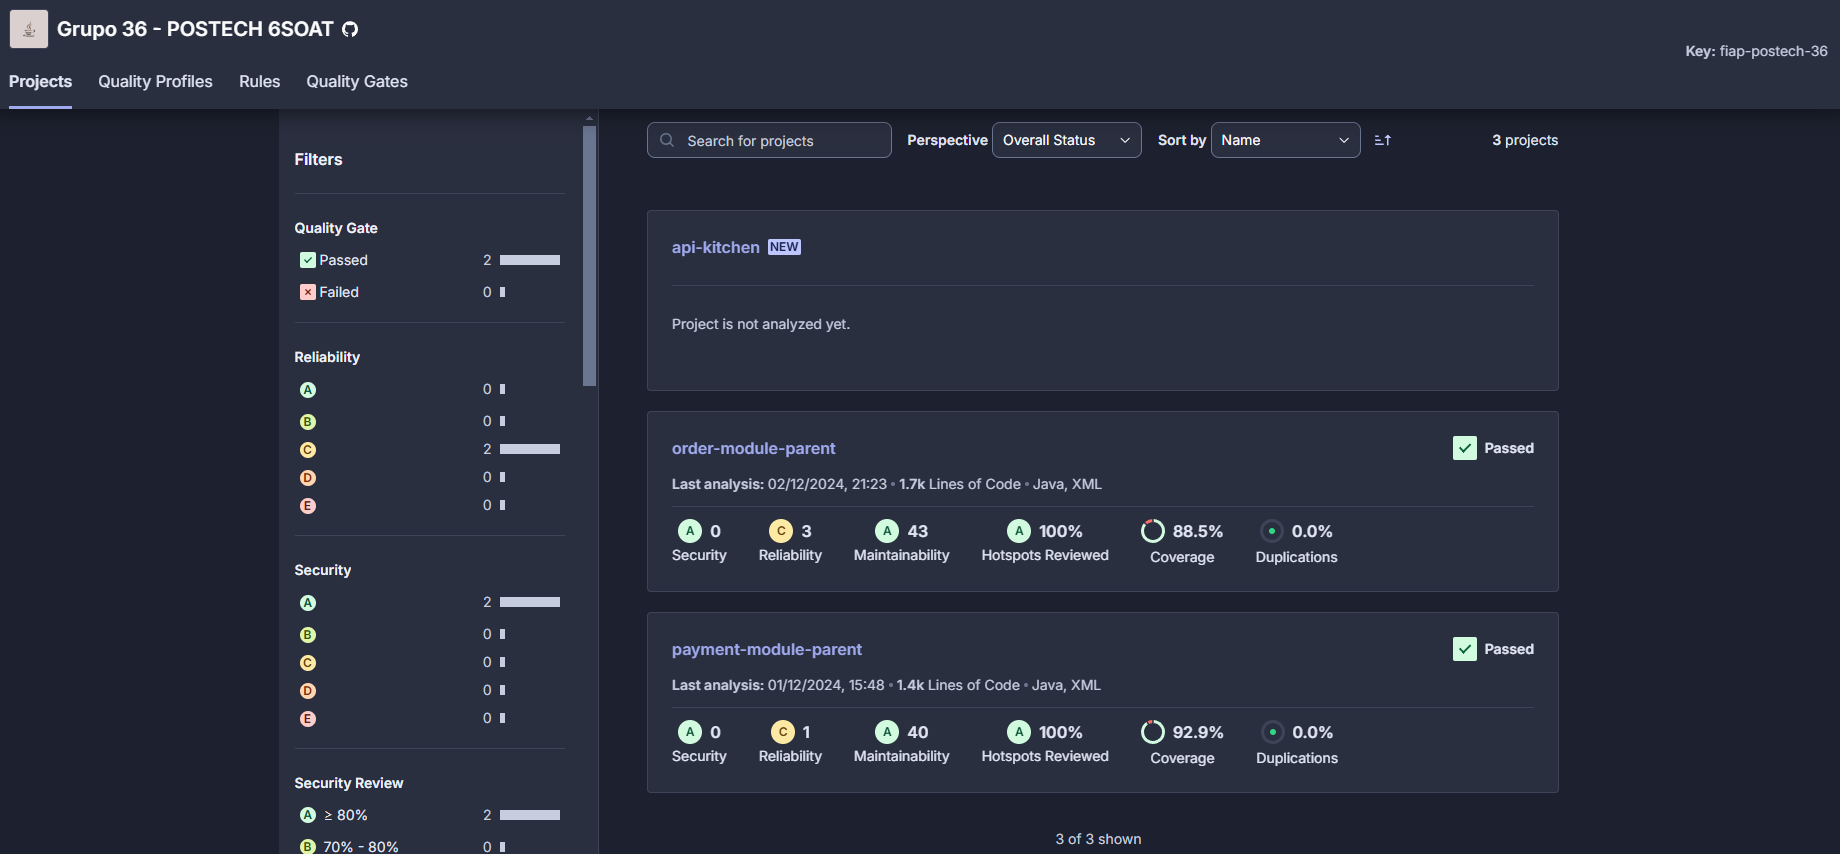 Grupo 36 - POSTECH 6SOAT
Key: fiap-postech-36
Projects Quality Profiles Rules Quality Gates
Filters
Quality Gate
Passed 2
Failed 0
Reliability
A 0
B 0
C 2
D 0
E 0
Security
A 2
B 0
C 0
D 0
E 0
Security Review
A ≥ 80% 2
B 70% - 80% 0
Search for projects Perspective Overall Status Sort by Name 3 projects
api-kitchen NEW
Project is not analyzed yet.
order-module-parent Passed
Last analysis: 02/12/2024, 21:23 • 1.7k Lines of Code • Java, XML
A 0 C 3 A 43 A 100% 88.5% 0.0%
Security Reliability Maintainability Hotspots Reviewed Coverage Duplications
payment-module-parent Passed
Last analysis: 01/12/2024, 15:48 • 1.4k Lines of Code • Java, XML
A 0 C 1 A 40 A 100% 92.9% 0.0%
Security Reliability Maintainability Hotspots Reviewed Coverage Duplications
3 of 3 shown